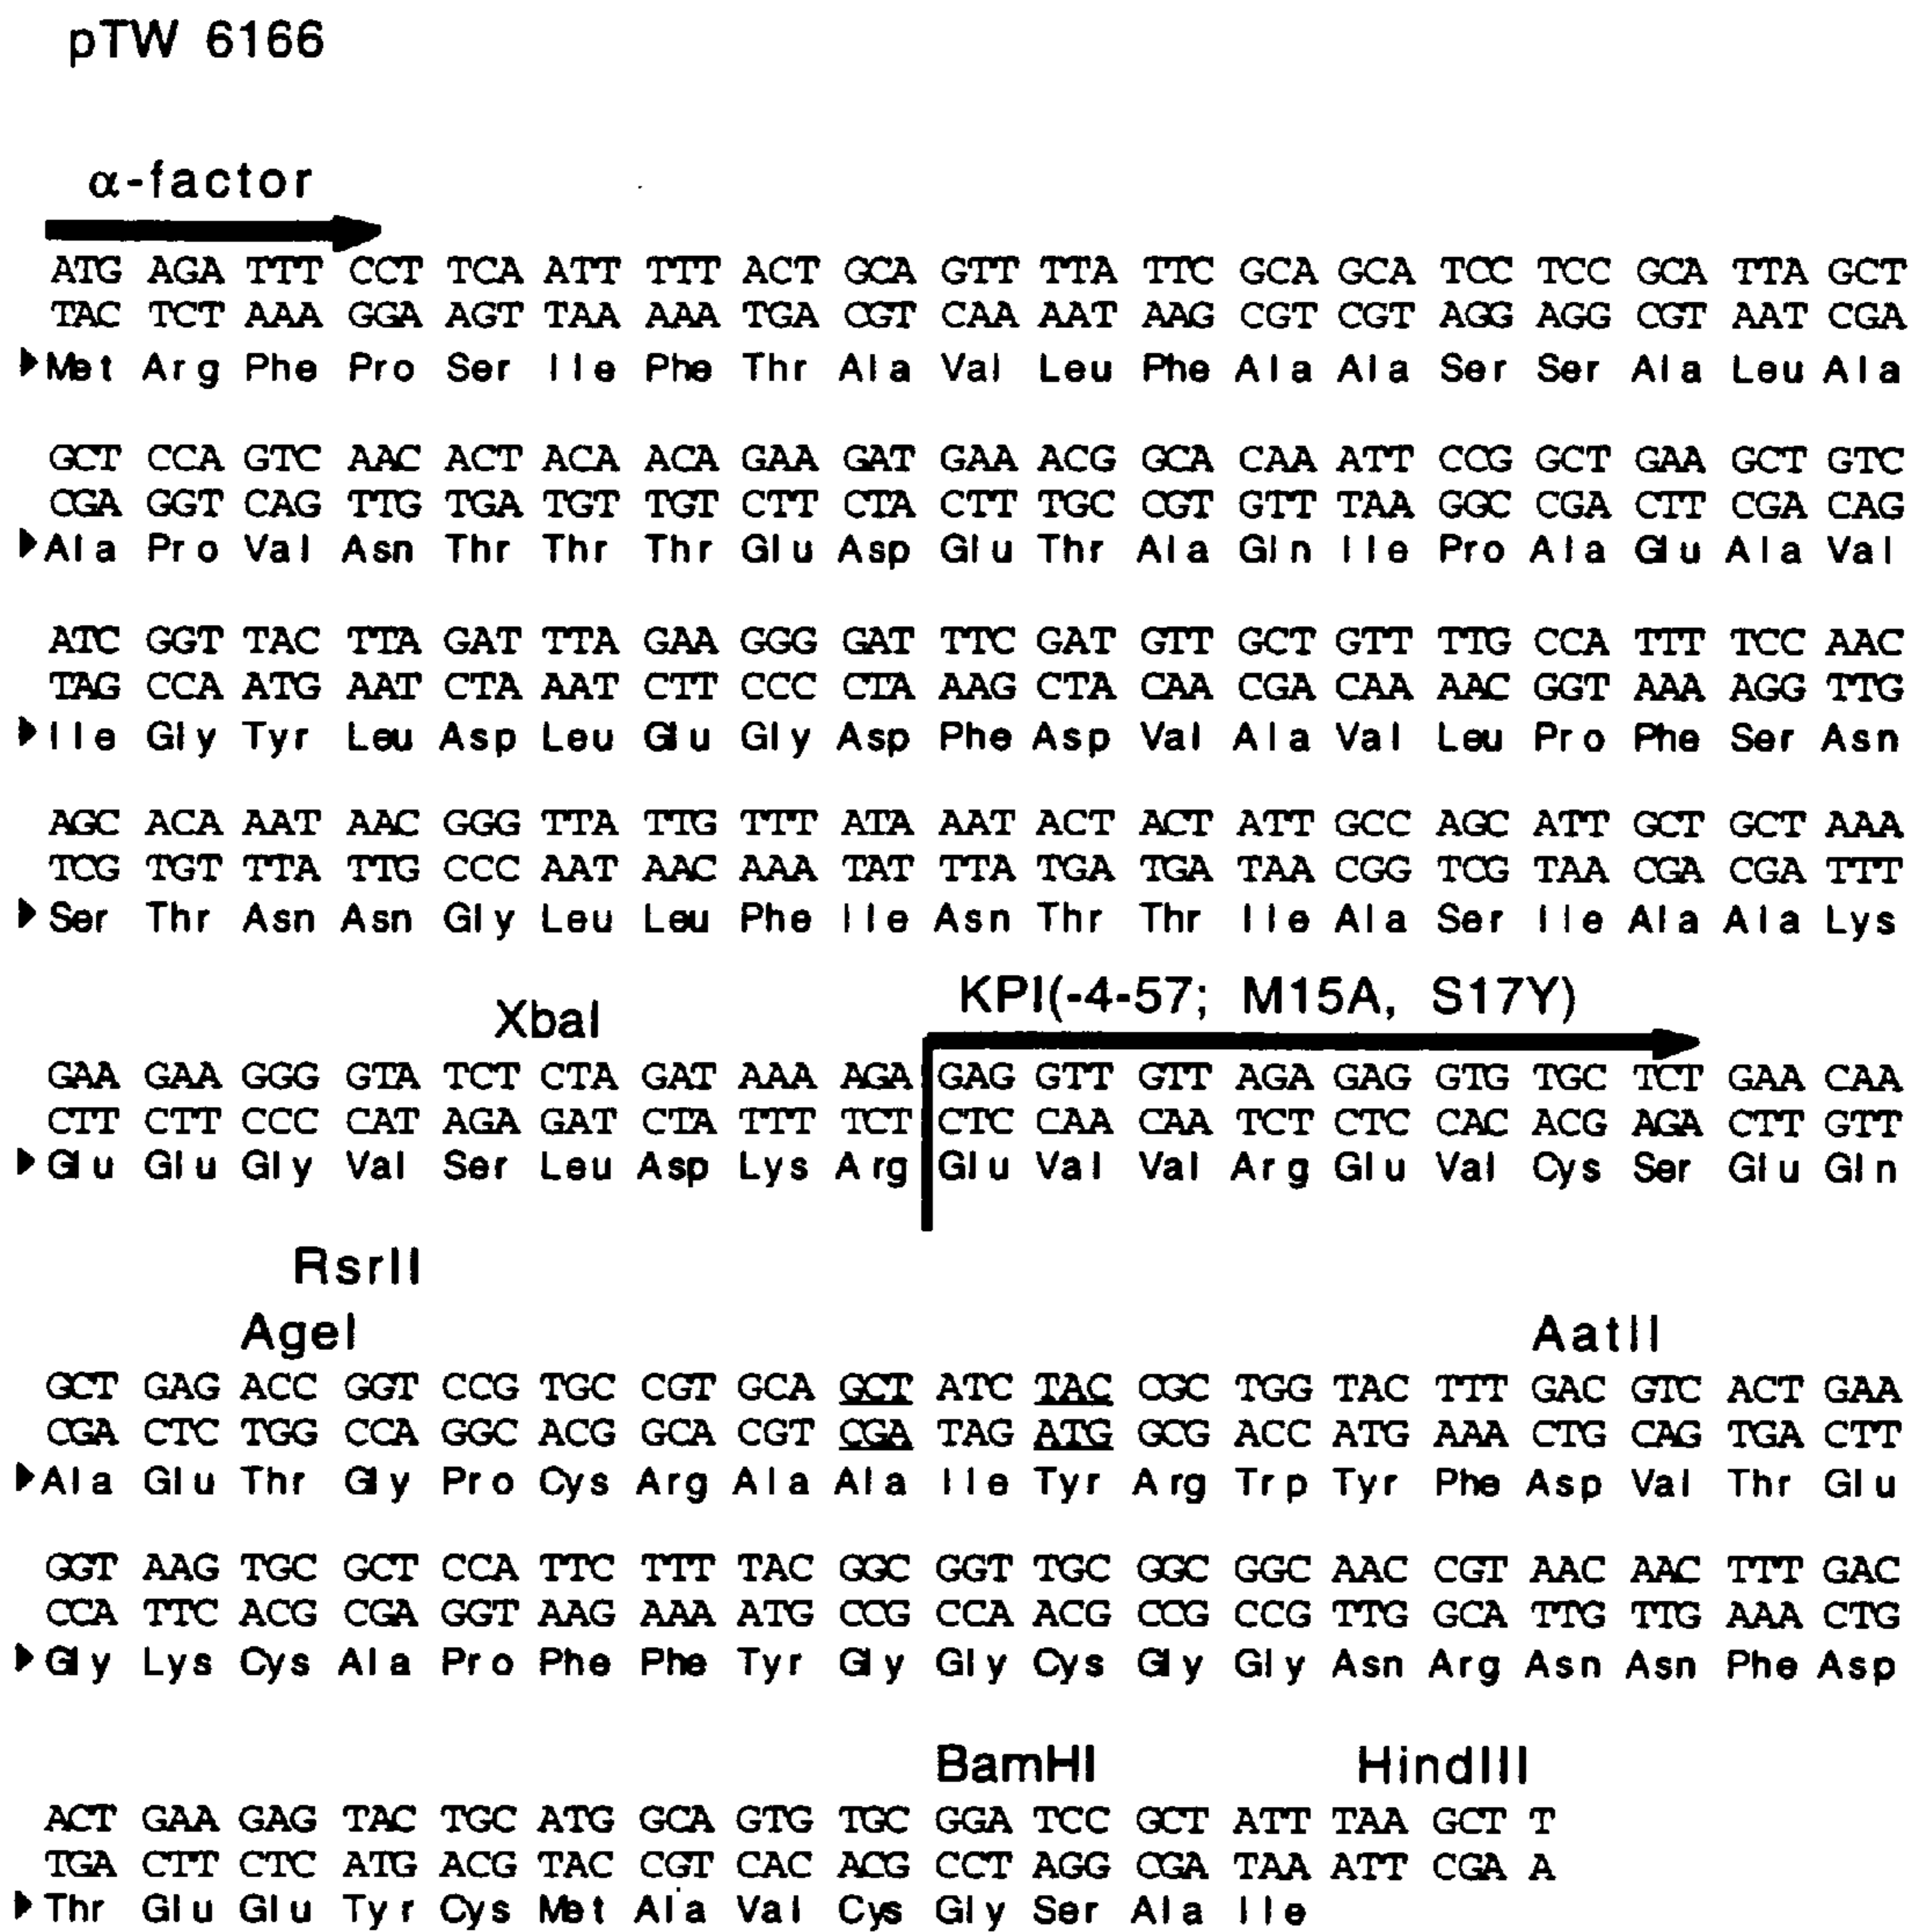 pTW 6166
α-factor
ATG AGA TTT CCT TCA ATT TTT ACT GCA GTT TTA TTC GCA GCA TCC TCC GCA TTA GCT
TAC TCT AAA GGA AGT TAA AAA TGA CGT CAA AAT AAG CGT CGT AGG AGG CGT AAT CGA
Met Arg Phe Pro Ser Ile Phe Thr Ala Val Leu Phe Ala Ala Ser Ser Ala Leu Ala
GCT CCA GTC AAC ACT ACA ACA GAA GAT GAA ACG GCA CAA ATT CCG GCT GAA GCT GTC
CGA GGT CAG TTG TGA TGT TGT CTT CTA CTT TGC CGT GTT TAA GGC CGA CTT CGA CAG
Ala Pro Val Asn Thr Thr Thr Glu Asp Glu Thr Ala Gln Ile Pro Ala Glu Ala Val
ATC GGT TAC TTA GAT TTA GAA GGG GAT TTC GAT GTT GCT GTT TTG CCA TTT TCC AAC
TAG CCA ATG AAT CTA AAT CTT CCC CTA AAG CTA CAA CGA CAA AAC GGT AAA AGG TTG
Ile Gly Tyr Leu Asp Leu Glu Gly Asp Phe Asp Val Ala Val Leu Pro Phe Ser Asn
AGC ACA AAT AAC GGG TTA TTG TTT ATA AAT ACT ACT ATT GCC AGC ATT GCT GCT AAA
TCG TGT TTA TTG CCC AAT AAC AAA TAT TTA TGA TGA TAA CGG TCG TAA CGA CGA TTT
Ser Thr Asn Asn Gly Leu Leu Phe Ile Asn Thr Thr Ile Ala Ser Ile Ala Ala Lys
XbaI KPI(-4-57; M15A, S17Y)
GAA GAA GGG GTA TCT CTA GAT AAA AGA GAG GTT GTT AGA GAG GTG TGC TCT GAA CAA
CTT CTT CCC CAT AGA GAT CTA TTT TCT CTC CAA CAA TCT CTC CAC ACG AGA CTT GTT
Glu Glu Gly Val Ser Leu Asp Lys Arg Glu Val Val Arg Glu Val Cys Ser Glu Gln
RsrII
AgeI AatII
GCT GAG ACC GGT CCG TGC CGT GCA GCT ATC TAC CGC TGG TAC TTT GAC GTC ACT GAA
CGA CTC TGG CCA GGC ACG GCA CGT CGA TAG ATG GCG ACC ATG AAA CTG CAG TGA CTT
Ala Glu Thr Gly Pro Cys Arg Ala Ala Ile Tyr Arg Trp Tyr Phe Asp Val Thr Glu
GGT AAG TGC GCT CCA TTC TTT TAC GGC GGT TGC GGC GGC AAC CGT AAC AAC TTT GAC
CCA TTC ACG CGA GGT AAG AAA ATG CCG CCA ACG CCG CCG TTG GCA TTG TTG AAA CTG
Gly Lys Cys Ala Pro Phe Phe Tyr Gly Gly Cys Gly Gly Asn Arg Asn Asn Phe Asp
BamHI HindIII
ACT GAA GAG TAC TGC ATG GCA GTG TGC GGA TCC GCT ATT TAA GCT T
TGA CTT CTC ATG ACG TAC CGT CAC ACG CCT AGG CGA TAA ATT CGA A
Thr Glu Glu Tyr Cys Met Ala Val Cys Gly Ser Ala Ile